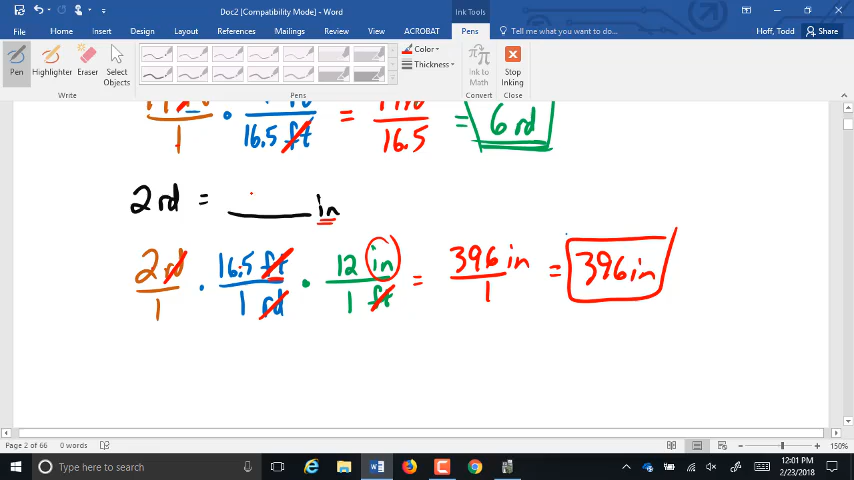 Doc2 [Compatibility Mode] - Word
Ink Tools
File Home Insert Draw Design Layout References Mailings Review View ACROBAT Pens Tell me what you want to do... Hoff, Todd Share
Pen Highlighter Eraser Select Objects
Color
Thickness
Ink to Math
Stop Inking
Write Pens Convert Close
1 · 16.5 ft = 16.5 = 6 rd
2 rd = ______ in
2 rd / 1 · 16.5 ft / 1 rd · 12 in / 1 ft = 396 in / 1 = 396 in
Page 2 of 66 0 words 150%
Type here to search
12:01 PM
2/23/2018